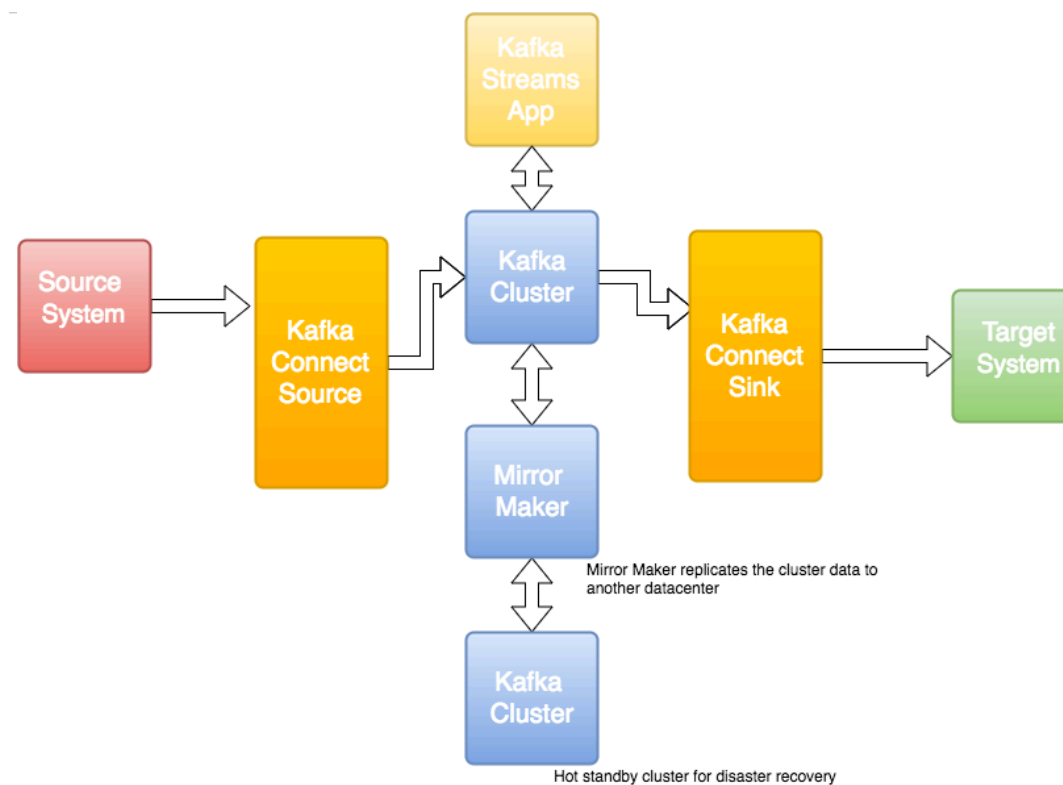 Kafka
Streams
App
Source
System
Kafka
Connect
Source
Kafka
Cluster
Kafka
Connect
Sink
Target
System
Mirror
Maker
Mirror Maker replicates the cluster data to
another datacenter
Kafka
Cluster
Hot standby cluster for disaster recovery